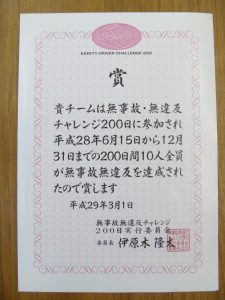 SAFETY DRIVER CHALLENGE 200
賞
貴チームは無事故・無違反
チャレンジ200日に参加され
平成28年6月15日から12月
31日までの200日間10人全員
が無事故無違反を達成され
たので賞します
平成29年3月1日
無事故無違反チャレンジ
200日実行委員会
委員長 伊原木 隆太